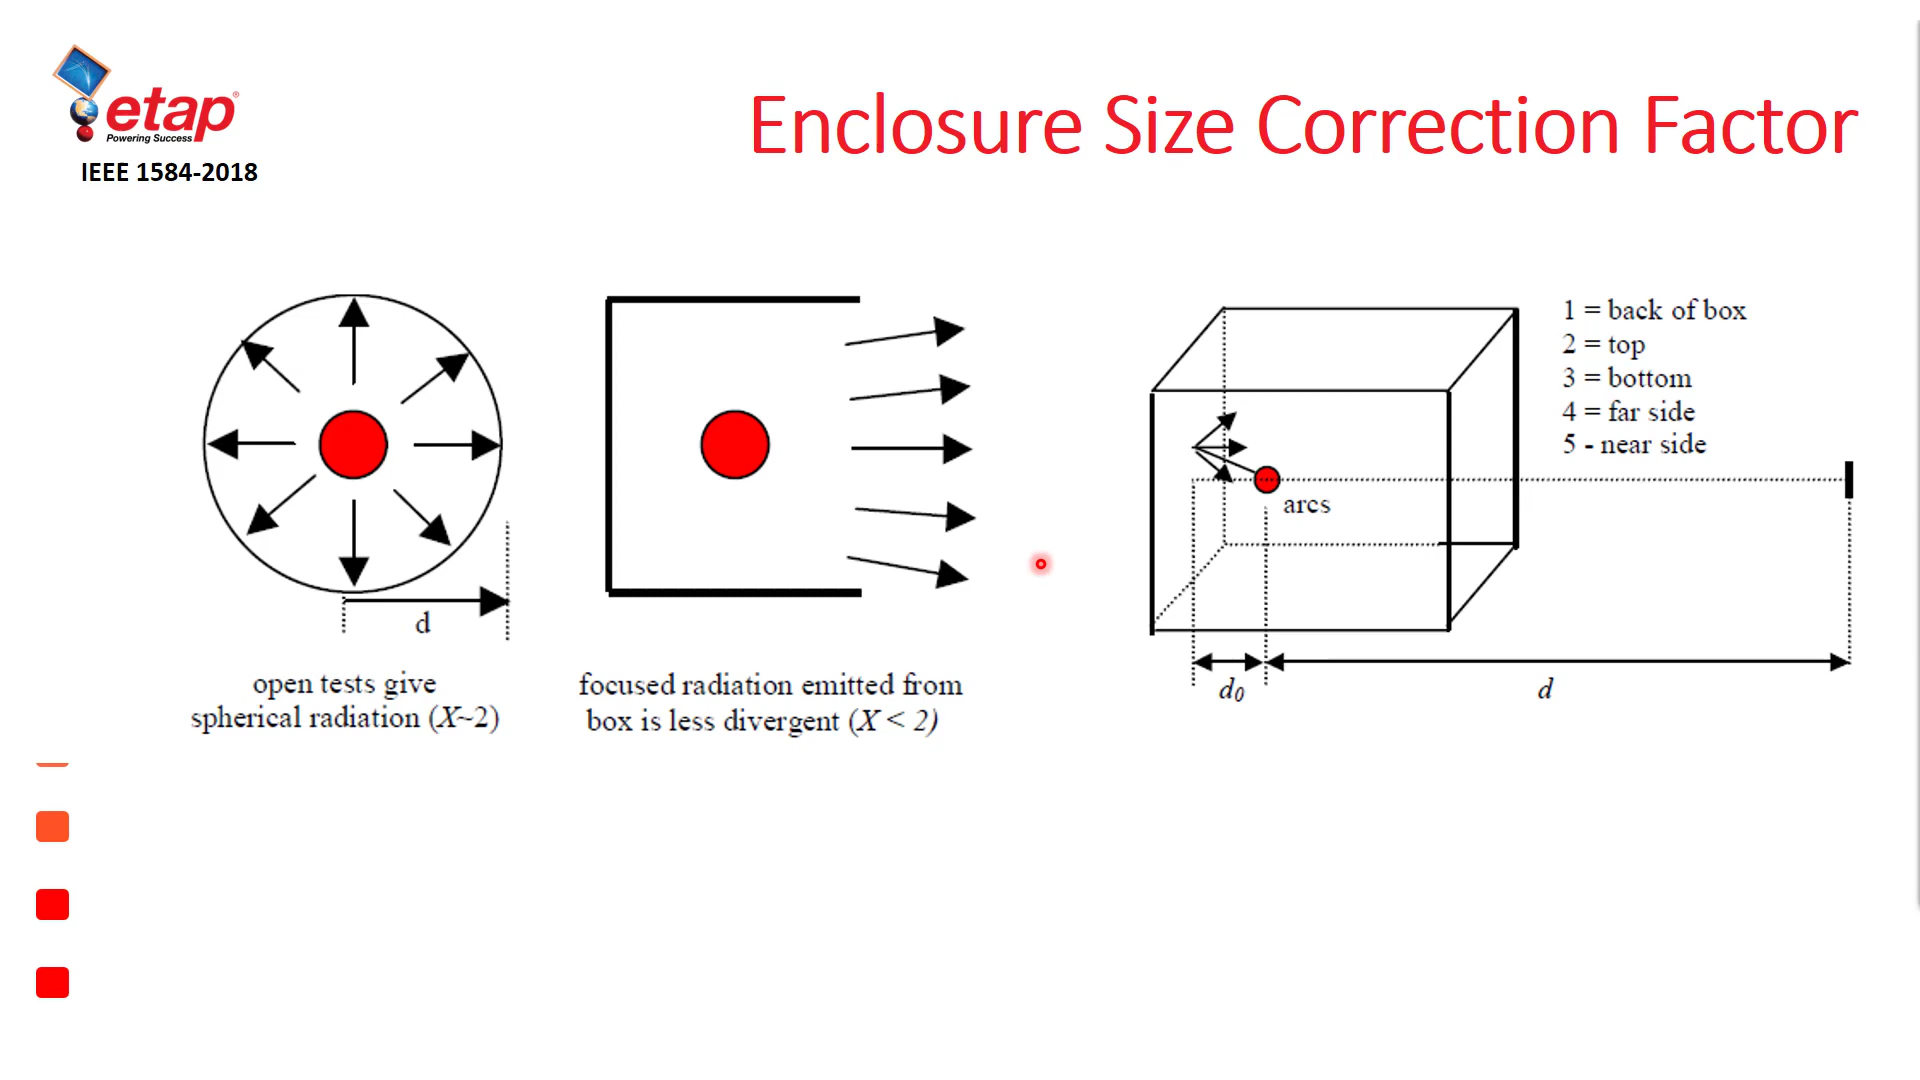 etap®
Powering Success
IEEE 1584-2018
Enclosure Size Correction Factor
d
open tests give
spherical radiation (X~2)
focused radiation emitted from
box is less divergent (X < 2)
1 = back of box
2 = top
3 = bottom
4 = far side
5 - near side
arcs
d0
d